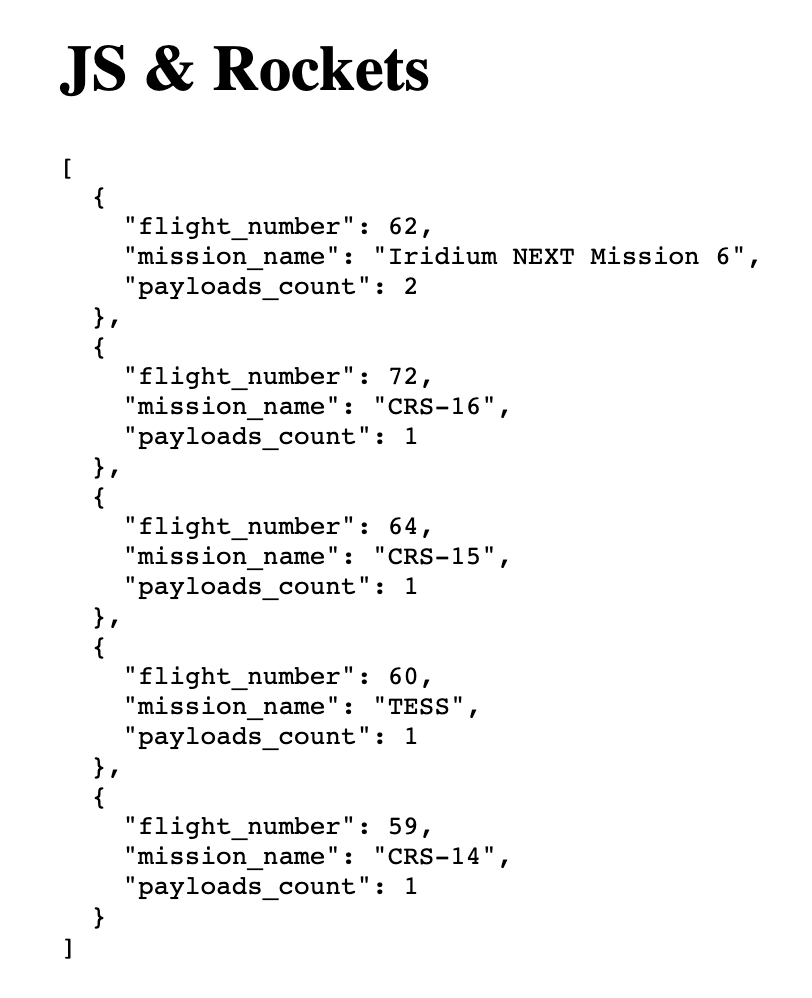 JS & Rockets
[
  {
    "flight_number": 62,
    "mission_name": "Iridium NEXT Mission 6",
    "payloads_count": 2
  },
  {
    "flight_number": 72,
    "mission_name": "CRS-16",
    "payloads_count": 1
  },
  {
    "flight_number": 64,
    "mission_name": "CRS-15",
    "payloads_count": 1
  },
  {
    "flight_number": 60,
    "mission_name": "TESS",
    "payloads_count": 1
  },
  {
    "flight_number": 59,
    "mission_name": "CRS-14",
    "payloads_count": 1
  }
]